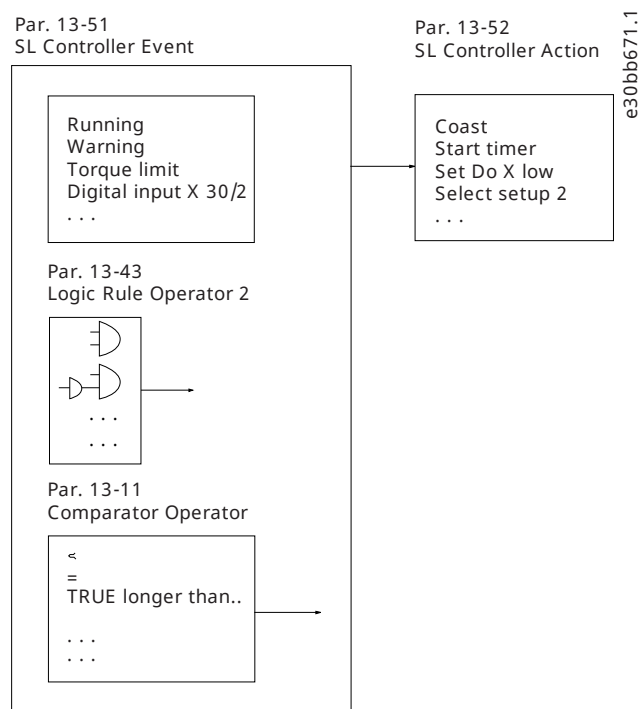 Par. 13-51
SL Controller Event
Par. 13-52
SL Controller Action
e30bb671.1
Running
Warning
Torque limit
Digital input X 30/2
. . .
Coast
Start timer
Set Do X low
Select setup 2
. . .
Par. 13-43
Logic Rule Operator 2
. . .
. . .
Par. 13-11
Comparator Operator
<
=
TRUE longer than..
. . .
. . .